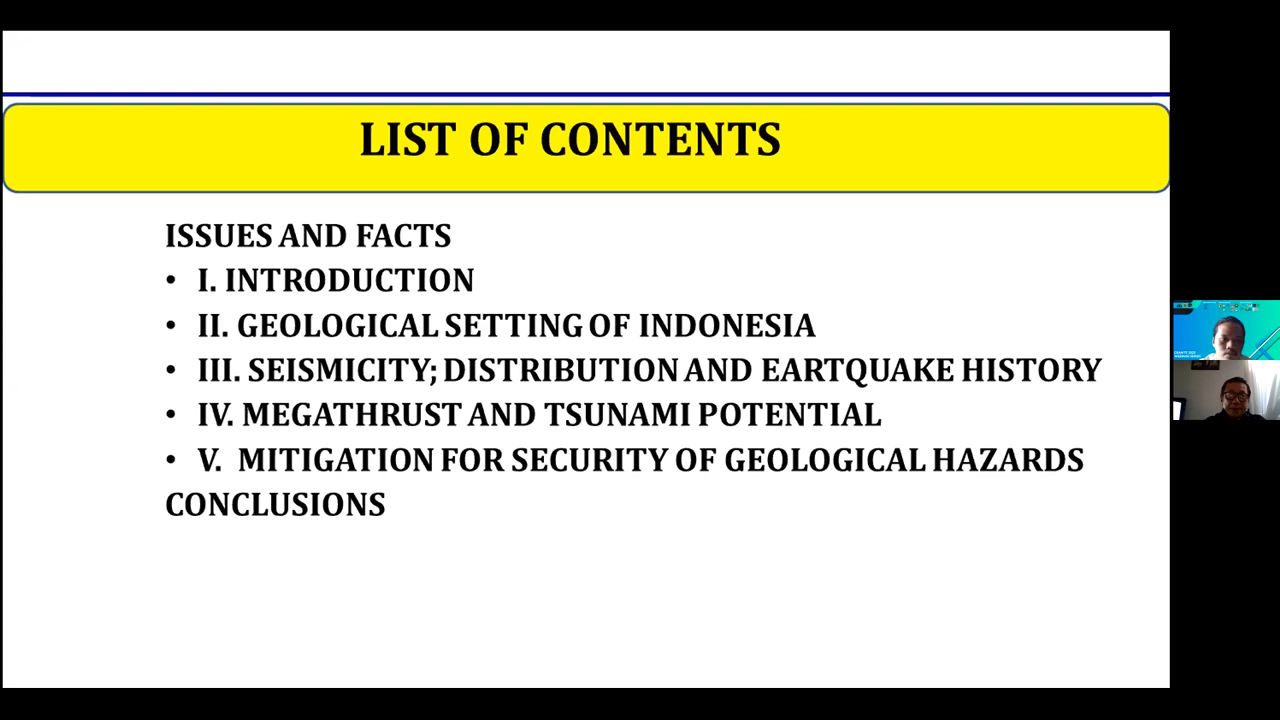 LIST OF CONTENTS
ISSUES AND FACTS
• I. INTRODUCTION
• II. GEOLOGICAL SETTING OF INDONESIA
• III. SEISMICITY; DISTRIBUTION AND EARTQUAKE HISTORY
• IV. MEGATHRUST AND TSUNAMI POTENTIAL
• V. MITIGATION FOR SECURITY OF GEOLOGICAL HAZARDS
CONCLUSIONS